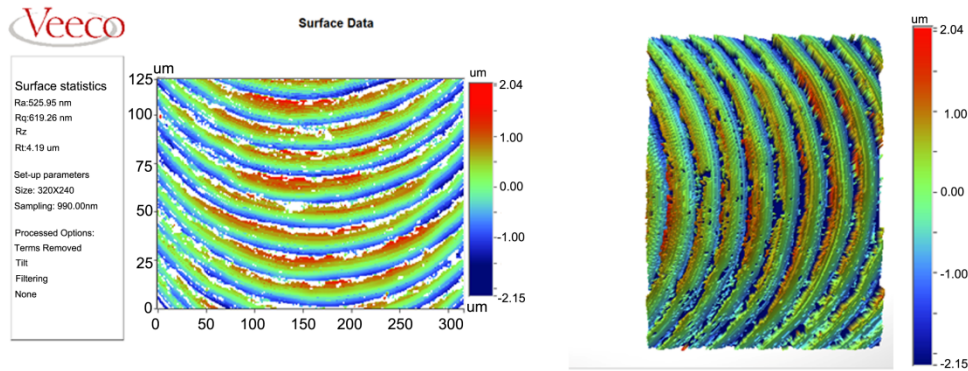 Veeco
Surface Data
Surface statistics
Ra:525.95 nm
Rq:619.26 nm
Rz
Rt:4.19 um
Set-up parameters
Size: 320X240
Sampling: 990.00nm
Processed Options:
Terms Removed
Tilt
Filtering
None
um
125
100
75
50
25
0
0 50 100 150 200 250 300
um
um
2.04
1.00
0.00
-1.00
-2.15
um
2.04
1.00
0.00
-1.00
-2.15